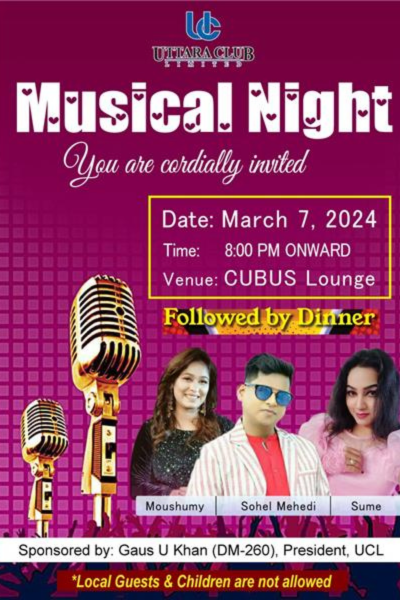 UC
UTTARA CLUB
LIMITED
Musical Night
You are cordially invited
Date: March 7, 2024
Time: 8:00 PM ONWARD
Venue: CUBUS Lounge
Followed by Dinner
Moushumy Sohel Mehedi Sume
Sponsored by: Gaus U Khan (DM-260), President, UCL
*Local Guests & Children are not allowed